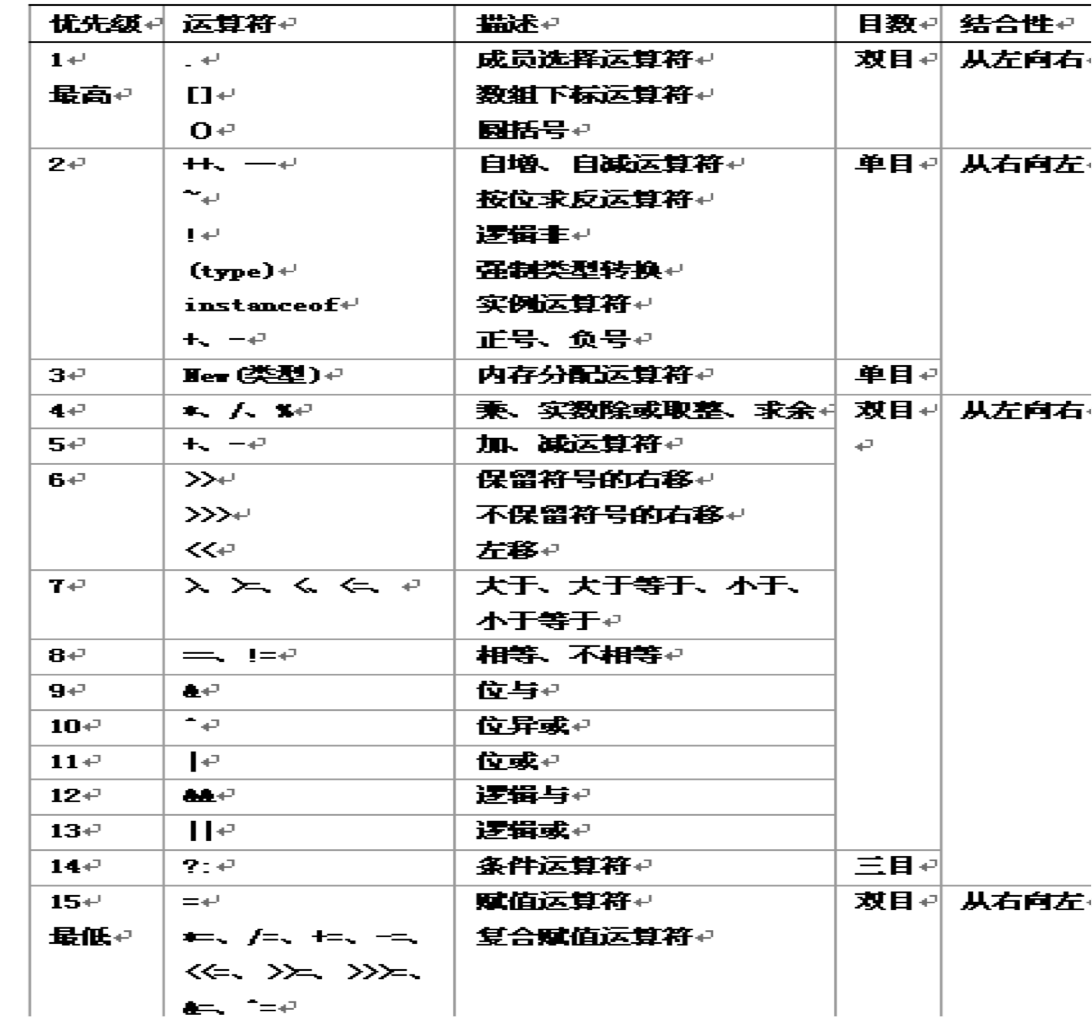 优先级 运算符 描述 目数 结合性
1 . 成员选择运算符 双目 从左向右
最高 [] 数组下标运算符
() 圆括号
2 ++、-- 自增、自减运算符 单目 从右向左
~ 按位求反运算符
! 逻辑非
(type) 强制类型转换
instanceof 实例运算符
+、- 正号、负号
3 New(类型) 内存分配运算符 单目
4 *、/、% 乘、实数除或取整、求余 双目 从左向右
5 +、- 加、减运算符
6 >> 保留符号的右移
>>> 不保留符号的右移
<< 左移
7 >、>=、<、<=、 大于、大于等于、小于、
小于等于
8 ==、!= 相等、不相等
9 & 位与
10 ^ 位异或
11 | 位或
12 && 逻辑与
13 || 逻辑或
14 ?: 条件运算符 三目
15 = 赋值运算符 双目 从右向左
最低 *=、/=、+=、-=、 复合赋值运算符
<<=、>>=、>>>=、
&=、^=